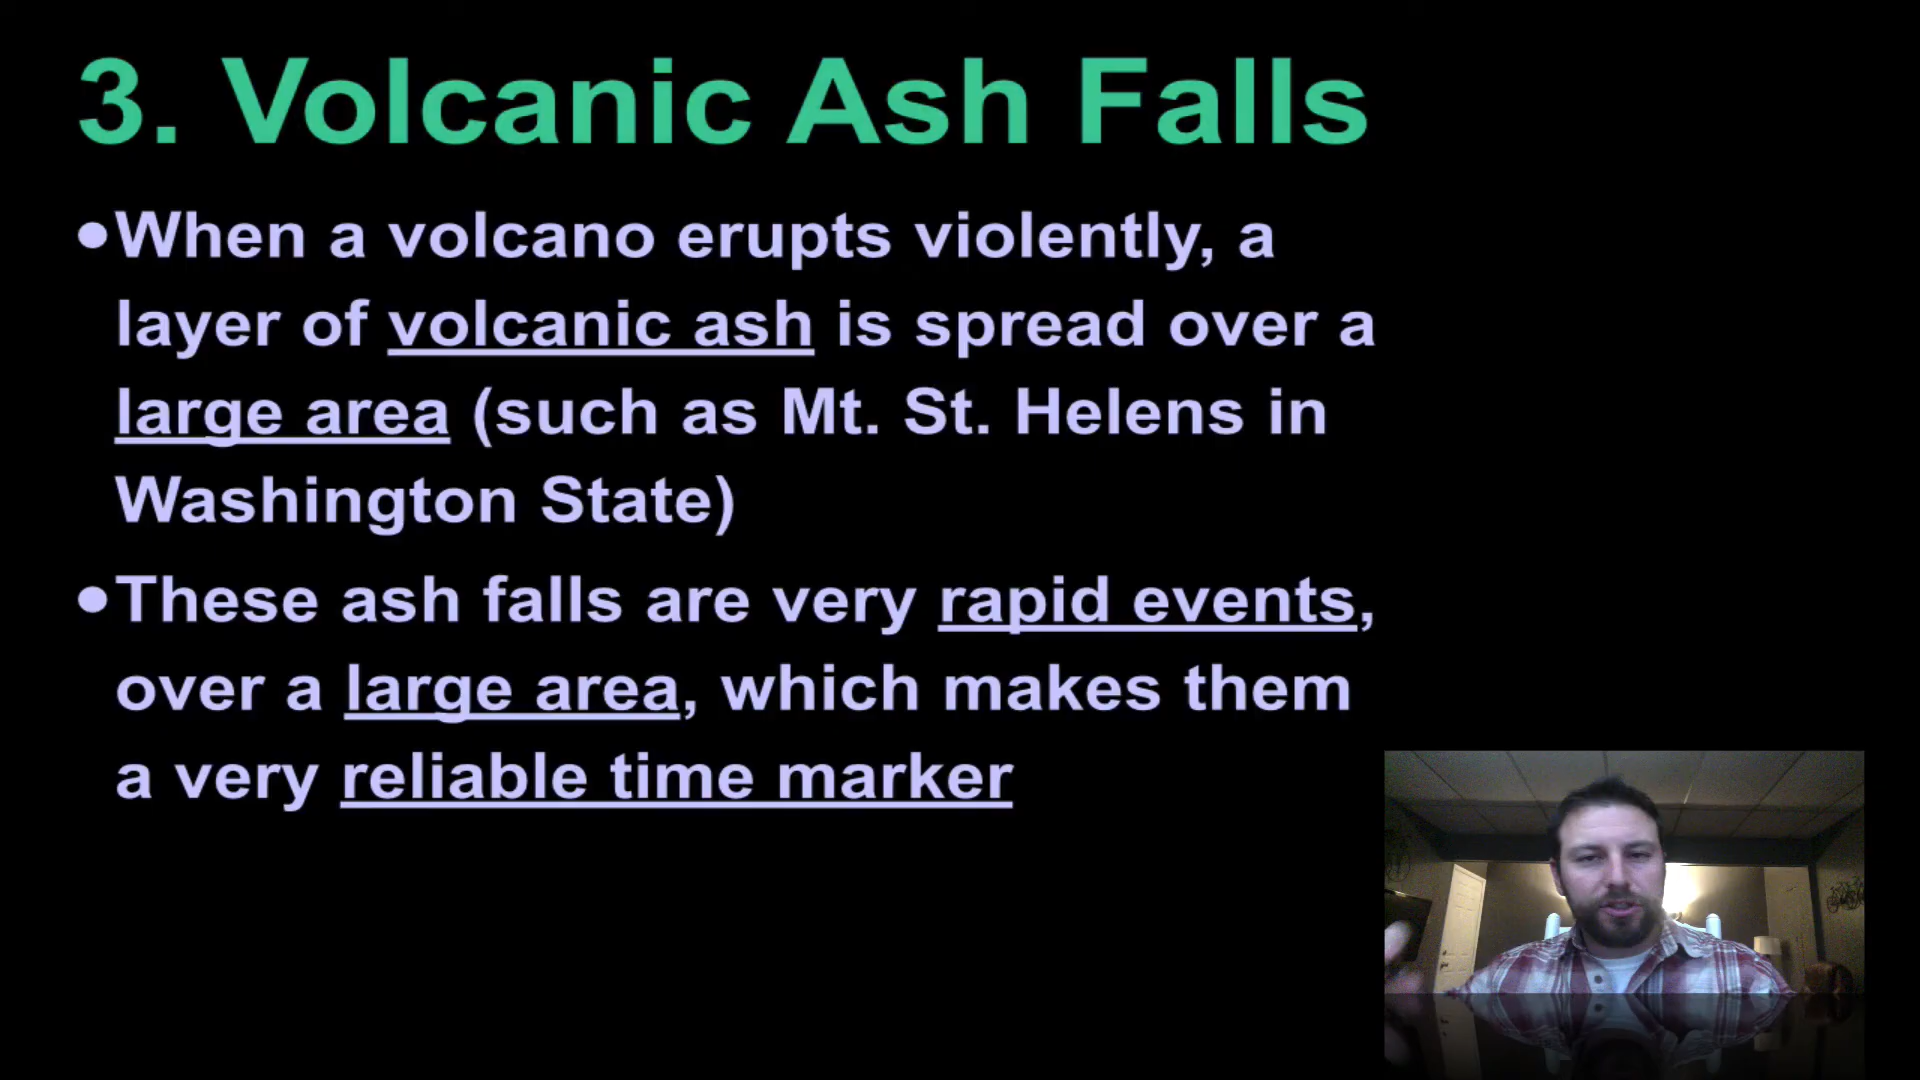 3. Volcanic Ash Falls
•When a volcano erupts violently, a
layer of volcanic ash is spread over a
large area (such as Mt. St. Helens in
Washington State)
•These ash falls are very rapid events,
over a large area, which makes them
a very reliable time marker